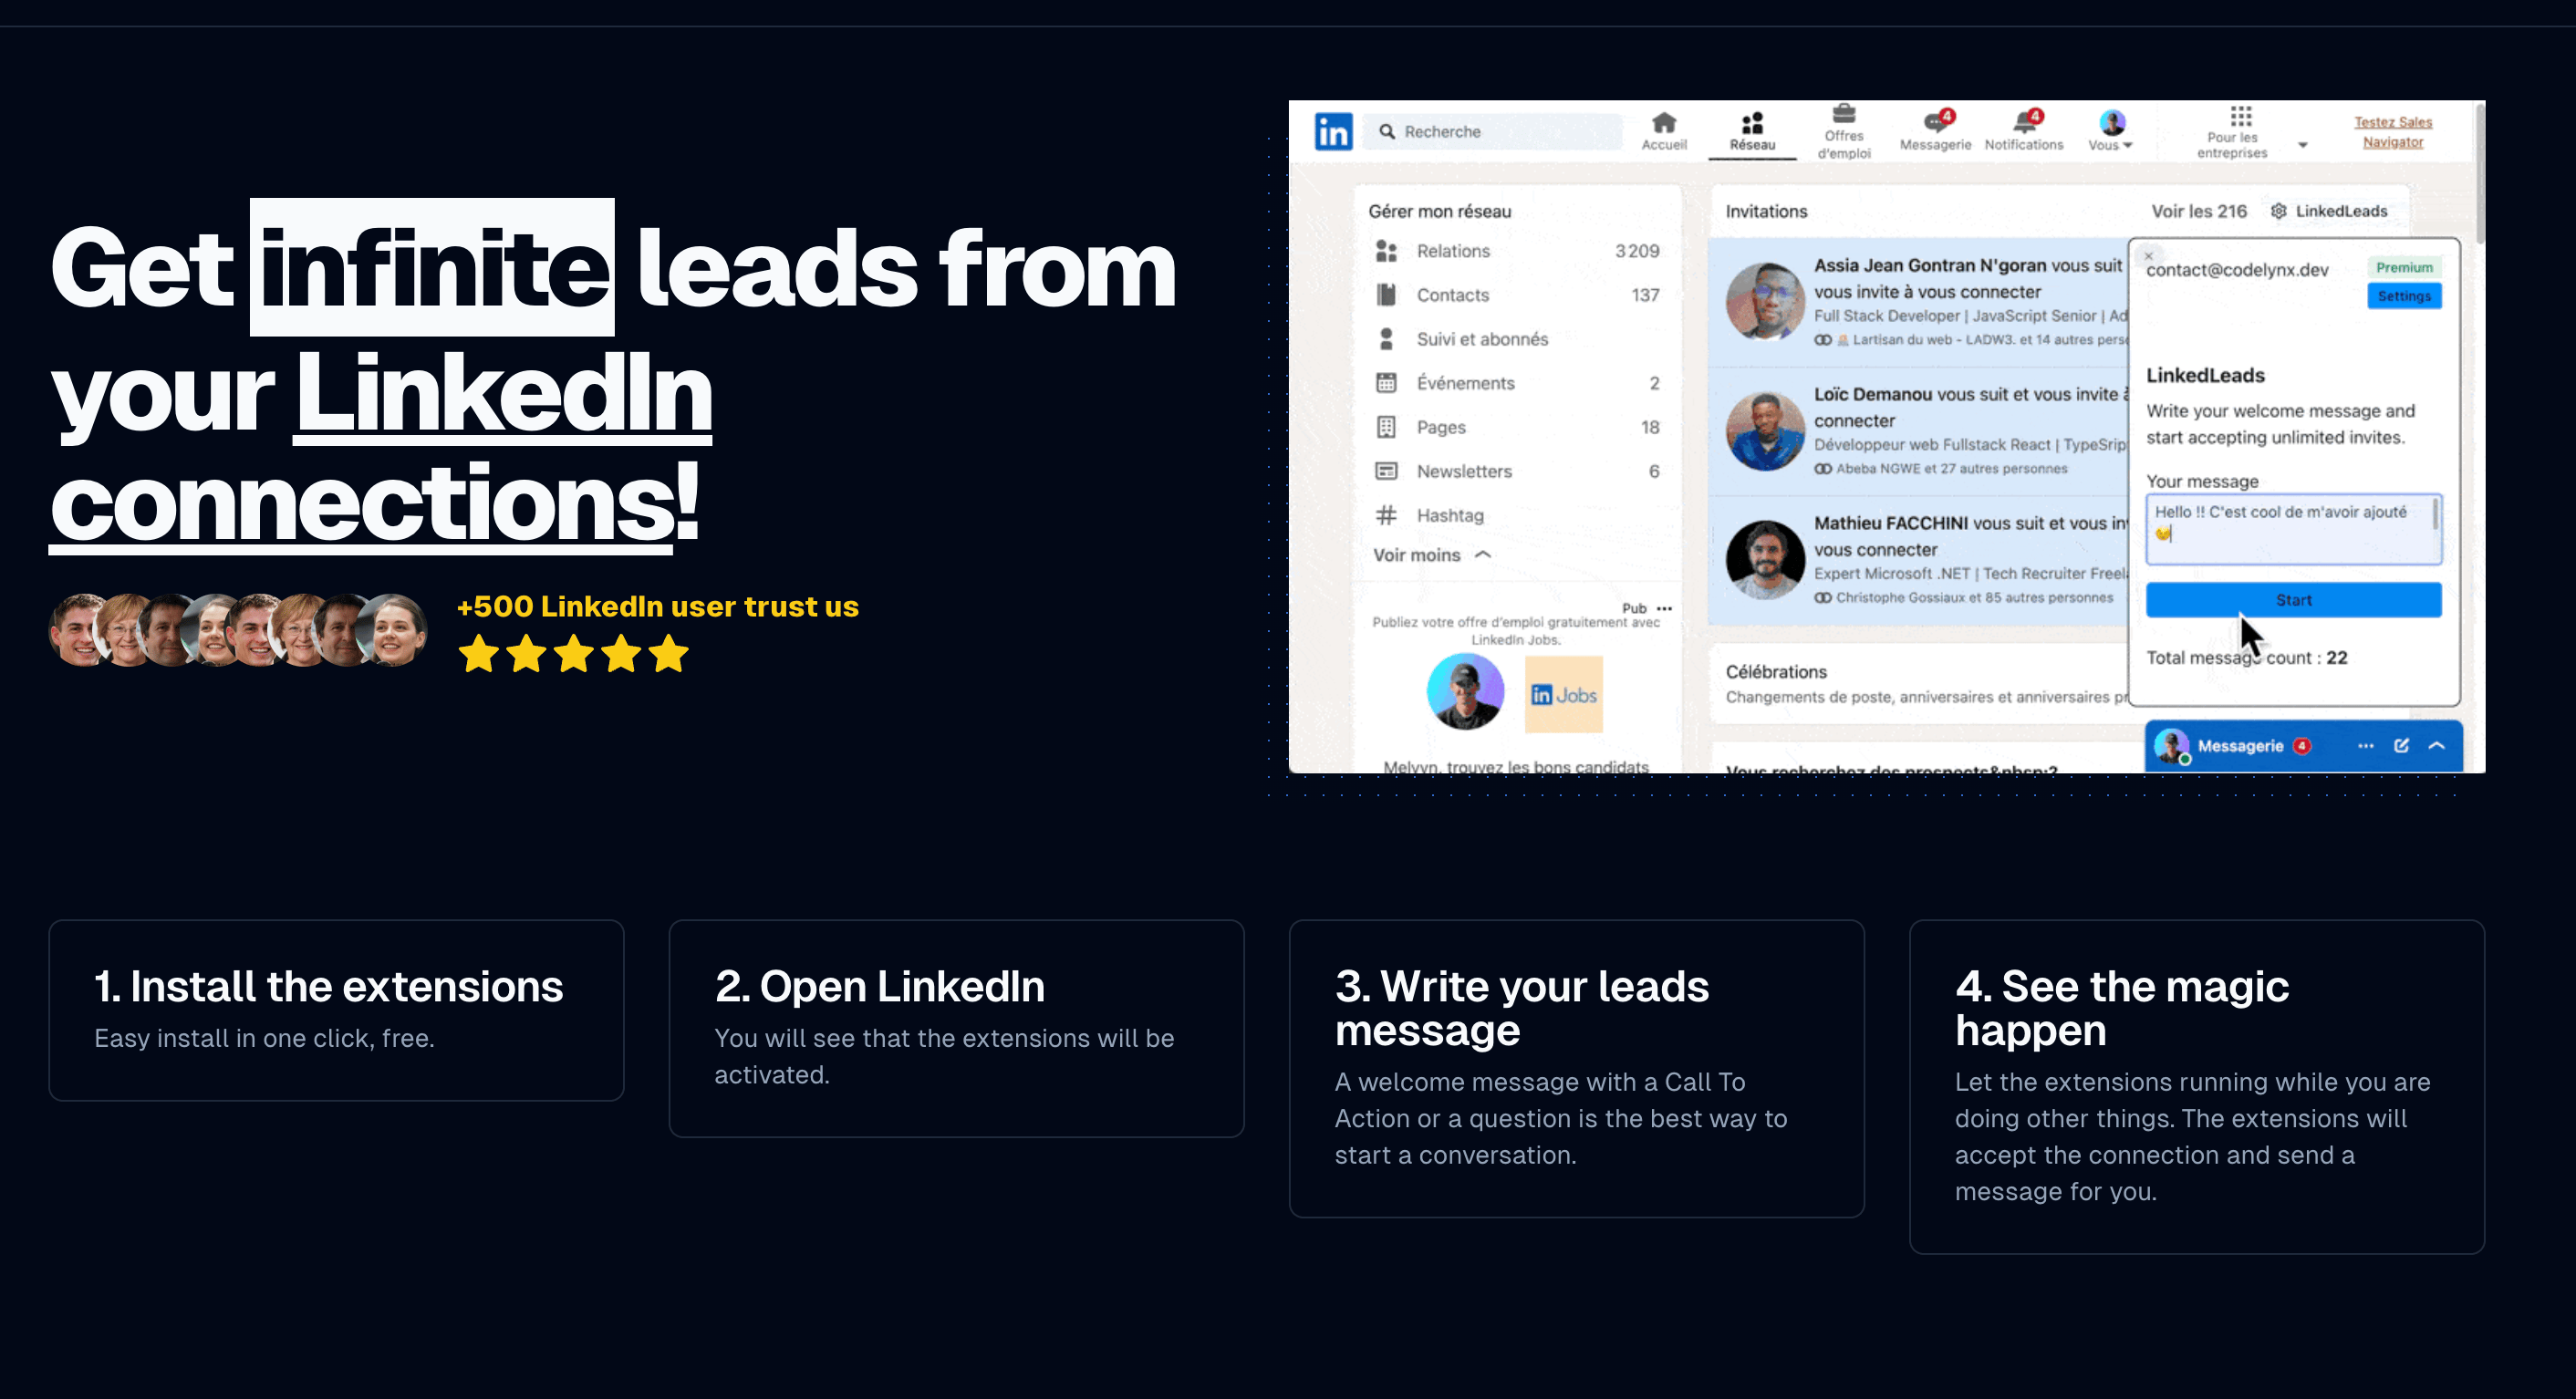 Get infinite leads from
your LinkedIn
connections!
+500 LinkedIn user trust us
in
Recherche
Accueil
Réseau
Offres
d'emploi
4
Messagerie
4
Notifications
Vous
Pour les
entreprises
Testez Sales
Navigator
Gérer mon réseau
Relations 3 209
Contacts 137
Suivi et abonnés
Événements 2
Pages 18
Newsletters 6
Hashtag
Voir moins
Pub
Publiez votre offre d'emploi gratuitement avec
LinkedIn Jobs.
in Jobs
Melvyn, trouvez les bons candidats
Invitations
Voir les 216
LinkedLeads
Assia Jean Gontran N'goran vous suit
vous invite à vous connecter
Full Stack Developer | JavaScript Senior | Ad
Lartisan du web - LADW3. et 14 autres perso
Loïc Demanou vous suit et vous invite à
connecter
Développeur web Fullstack React | TypeScrip
Abeba NGWE et 27 autres personnes
Mathieu FACCHINI vous suit et vous in
vous connecter
Expert Microsoft .NET | Tech Recruiter Freel
Christophe Gossiaux et 85 autres personnes
Célébrations
Changements de poste, anniversaires et anniversaires pr
Vous recherchez des prospects&nbsp;?
contact@codelynx.dev
Premium
Settings
LinkedLeads
Write your welcome message and
start accepting unlimited invites.
Your message
Hello !! C'est cool de m'avoir ajouté
😉
Start
Total message count : 22
Messagerie 4
1. Install the extensions
Easy install in one click, free.
2. Open LinkedIn
You will see that the extensions will be
activated.
3. Write your leads
message
A welcome message with a Call To
Action or a question is the best way to
start a conversation.
4. See the magic
happen
Let the extensions running while you are
doing other things. The extensions will
accept the connection and send a
message for you.